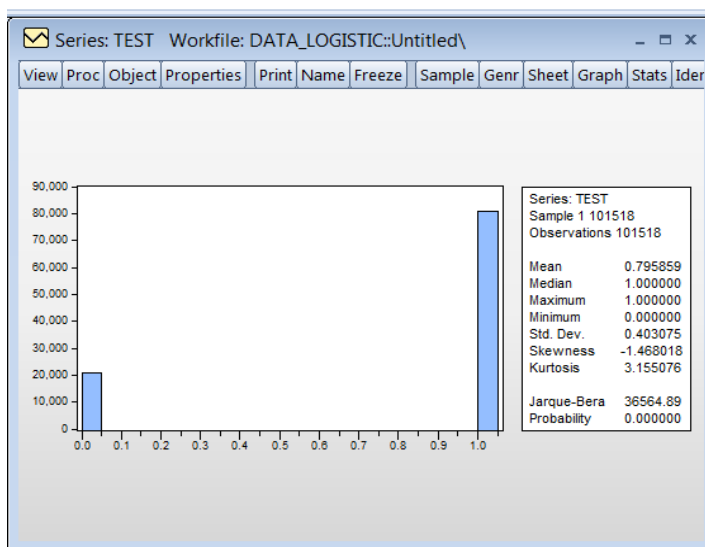 Series: TEST Workfile: DATA_LOGISTIC::Untitled\
View Proc Object Properties Print Name Freeze Sample Genr Sheet Graph Stats Iden
90,000
80,000
70,000
60,000
50,000
40,000
30,000
20,000
10,000
0
0.0 0.1 0.2 0.3 0.4 0.5 0.6 0.7 0.8 0.9 1.0
Series: TEST
Sample 1 101518
Observations 101518
Mean 0.795859
Median 1.000000
Maximum 1.000000
Minimum 0.000000
Std. Dev. 0.403075
Skewness -1.468018
Kurtosis 3.155076
Jarque-Bera 36564.89
Probability 0.000000